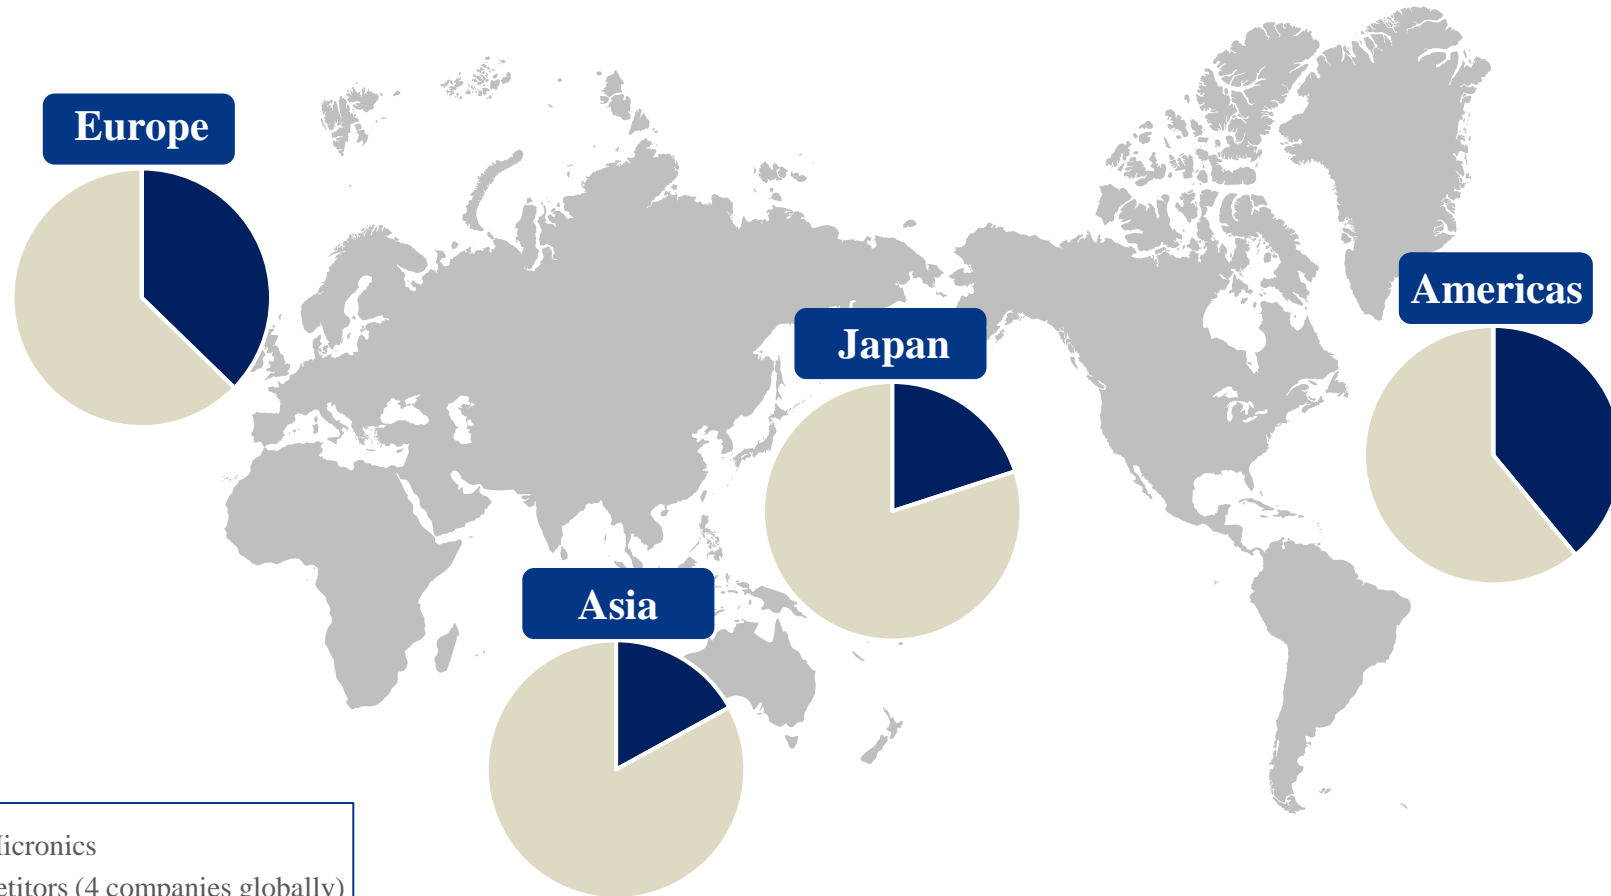 Europe
Americas
Japan
Asia
icronics
etitors (4 companies globally)